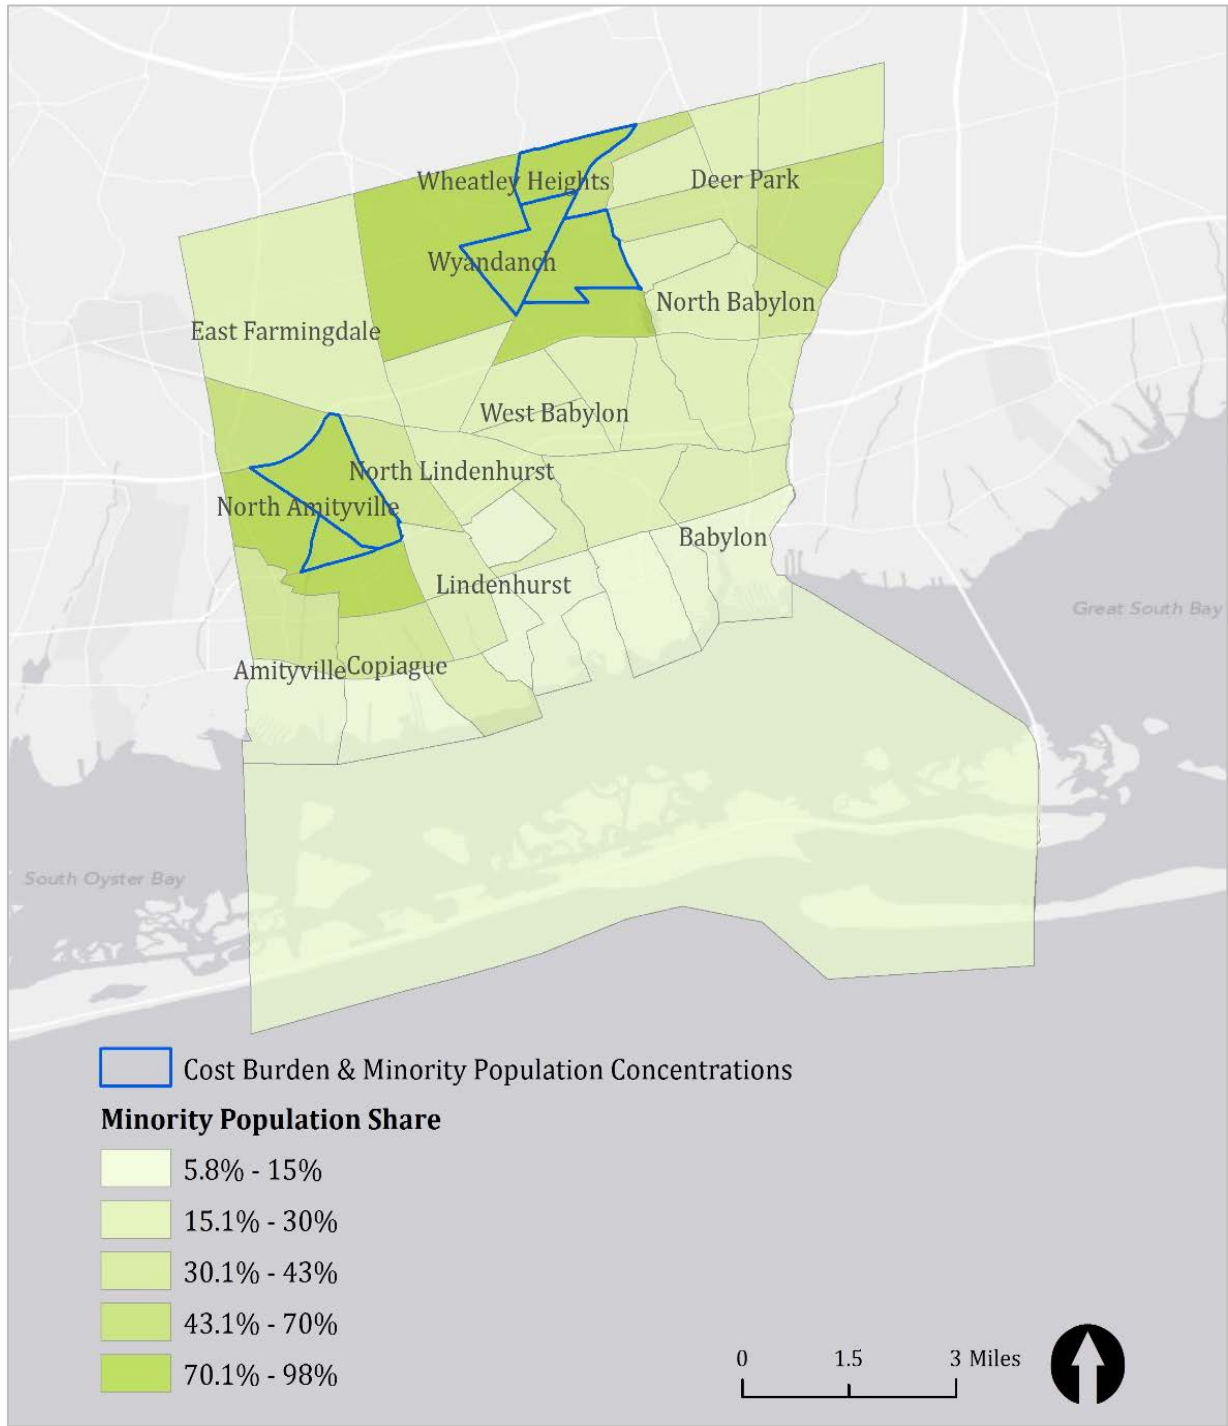 Wheatley Heights
Deer Park
Wyandanch
North Babylon
East Farmingdale
West Babylon
North Lindenhurst
North Amityville
Babylon
Lindenhurst
Great South Bay
Amityville
Copiague
South Oyster Bay
Cost Burden & Minority Population Concentrations
Minority Population Share
5.8% - 15%
15.1% - 30%
30.1% - 43%
43.1% - 70%
70.1% - 98%
0 1.5 3 Miles